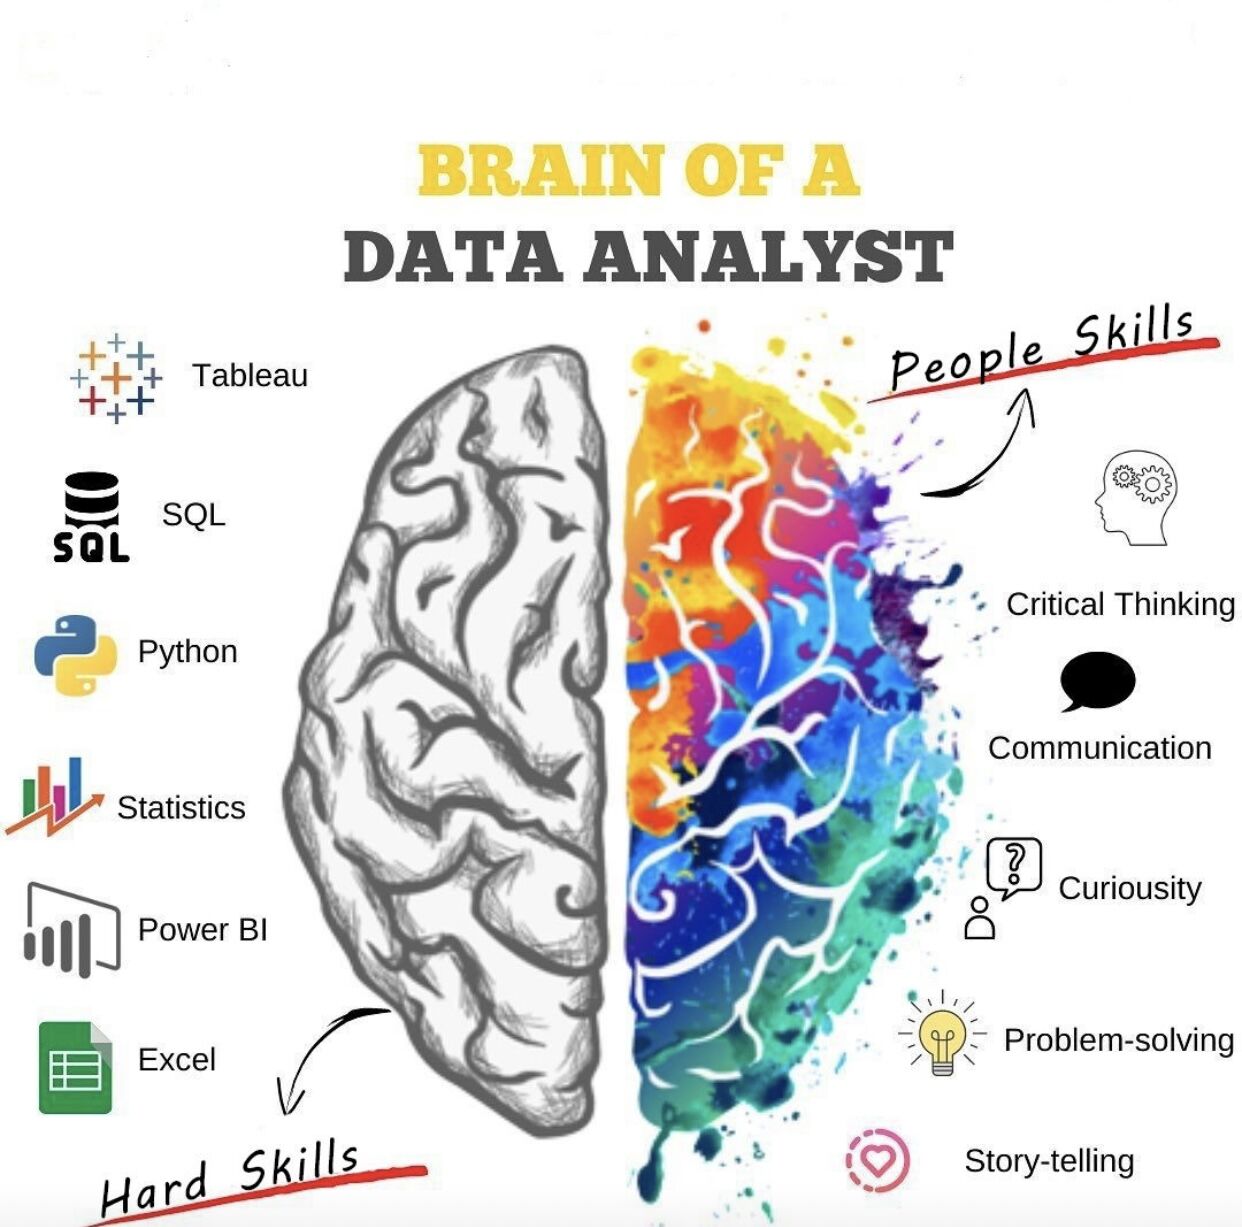 BRAIN OF A
DATA ANALYST
People Skills
Tableau
SQL
SQL
Python
Statistics
Power BI
Excel
Hard Skills
Critical Thinking
Communication
?
Curiousity
Problem-solving
Story-telling